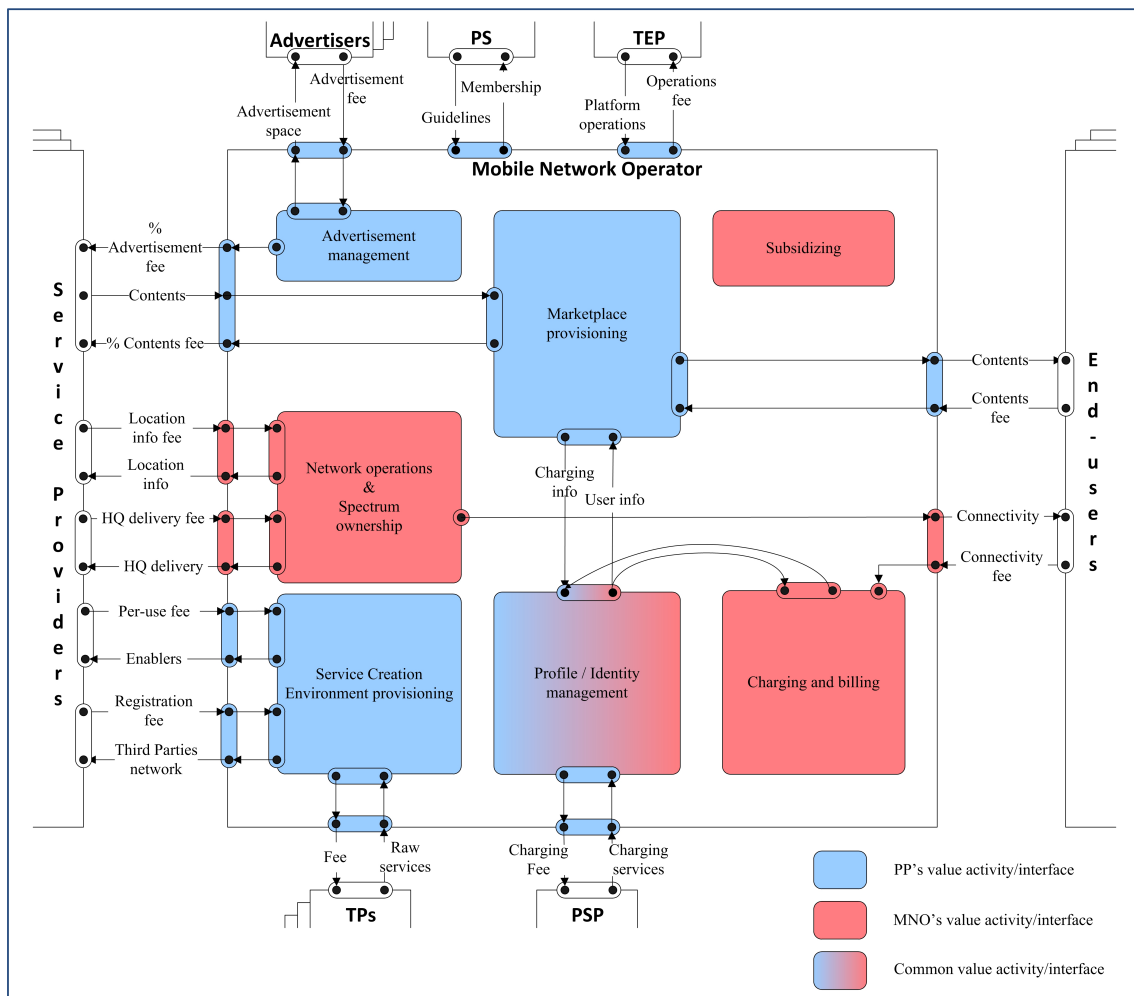 Advertisers
PS
TEP
Advertisement
fee
Advertisement
space
Membership
Guidelines
Operations
fee
Platform
operations
Mobile Network Operator
%
Advertisement
fee
Advertisement
management
Subsidizing
Contents
Marketplace
provisioning
% Contents fee
Contents
Contents
fee
Service Providers
End-users
Location
info fee
Location
info
Network operations
&
Spectrum
ownership
Charging
info
User info
HQ delivery fee
HQ delivery
Connectivity
Connectivity
fee
Per-use fee
Enablers
Service Creation
Environment provisioning
Profile / Identity
management
Charging and billing
Registration
fee
Third Parties
network
Fee
Raw
services
Charging
Fee
Charging
services
TPs
PSP
PP's value activity/interface
MNO's value activity/interface
Common value activity/interface